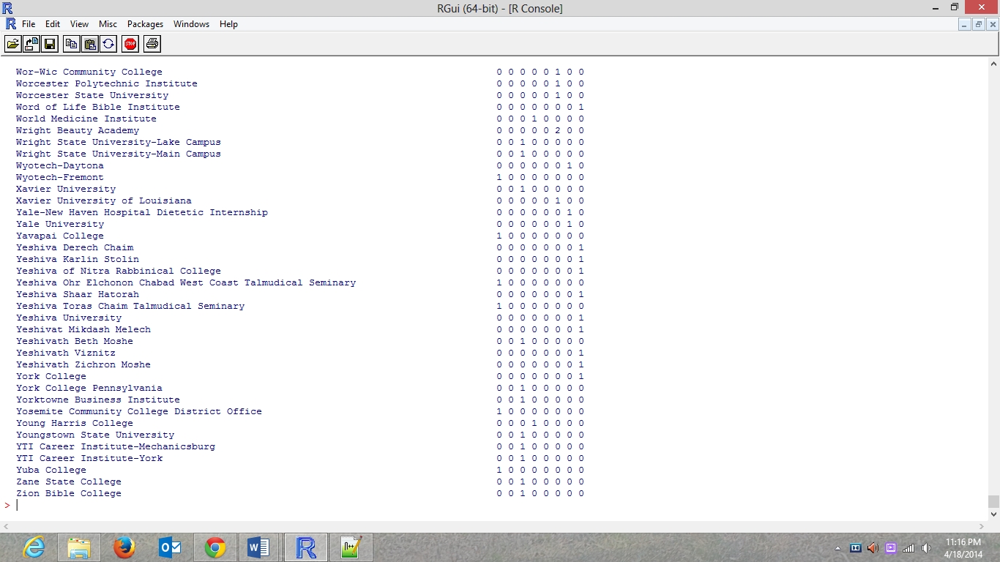 RGui (64-bit) - [R Console]
File Edit View Misc Packages Windows Help
STOP
Wor-Wic Community College 0 0 0 0 0 1 0 0
Worcester Polytechnic Institute 0 0 0 0 0 1 0 0
Worcester State University 0 0 0 0 0 1 0 0
Word of Life Bible Institute 0 0 0 0 0 0 0 1
World Medicine Institute 0 0 0 1 0 0 0 0
Wright Beauty Academy 0 0 0 0 0 2 0 0
Wright State University-Lake Campus 0 0 1 0 0 0 0 0
Wright State University-Main Campus 0 0 1 0 0 0 0 0
Wyotech-Daytona 0 0 0 0 0 0 1 0
Wyotech-Fremont 1 0 0 0 0 0 0 0
Xavier University 0 0 1 0 0 0 0 0
Xavier University of Louisiana 0 0 0 0 0 1 0 0
Yale-New Haven Hospital Dietetic Internship 0 0 0 0 0 0 1 0
Yale University 0 0 0 0 0 0 1 0
Yavapai College 1 0 0 0 0 0 0 0
Yeshiva Derech Chaim 0 0 0 0 0 0 0 1
Yeshiva Karlin Stolin 0 0 0 0 0 0 0 1
Yeshiva of Nitra Rabbinical College 0 0 0 0 0 0 0 1
Yeshiva Ohr Elchonon Chabad West Coast Talmudical Seminary 1 0 0 0 0 0 0 0
Yeshiva Shaar Hatorah 0 0 0 0 0 0 0 1
Yeshiva Toras Chaim Talmudical Seminary 1 0 0 0 0 0 0 0
Yeshiva University 0 0 0 0 0 0 0 1
Yeshivat Mikdash Melech 0 0 0 0 0 0 0 1
Yeshivath Beth Moshe 0 0 1 0 0 0 0 0
Yeshivath Viznitz 0 0 0 0 0 0 0 1
Yeshivath Zichron Moshe 0 0 0 0 0 0 0 1
York College 0 0 0 0 0 0 0 1
York College Pennsylvania 0 0 1 0 0 0 0 0
Yorktowne Business Institute 0 0 1 0 0 0 0 0
Yosemite Community College District Office 1 0 0 0 0 0 0 0
Young Harris College 0 0 0 1 0 0 0 0
Youngstown State University 0 0 1 0 0 0 0 0
YTI Career Institute-Mechanicsburg 0 0 1 0 0 0 0 0
YTI Career Institute-York 0 0 1 0 0 0 0 0
Yuba College 1 0 0 0 0 0 0 0
Zane State College 0 0 1 0 0 0 0 0
Zion Bible College 0 0 1 0 0 0 0 0
>
11:16 PM
4/18/2014